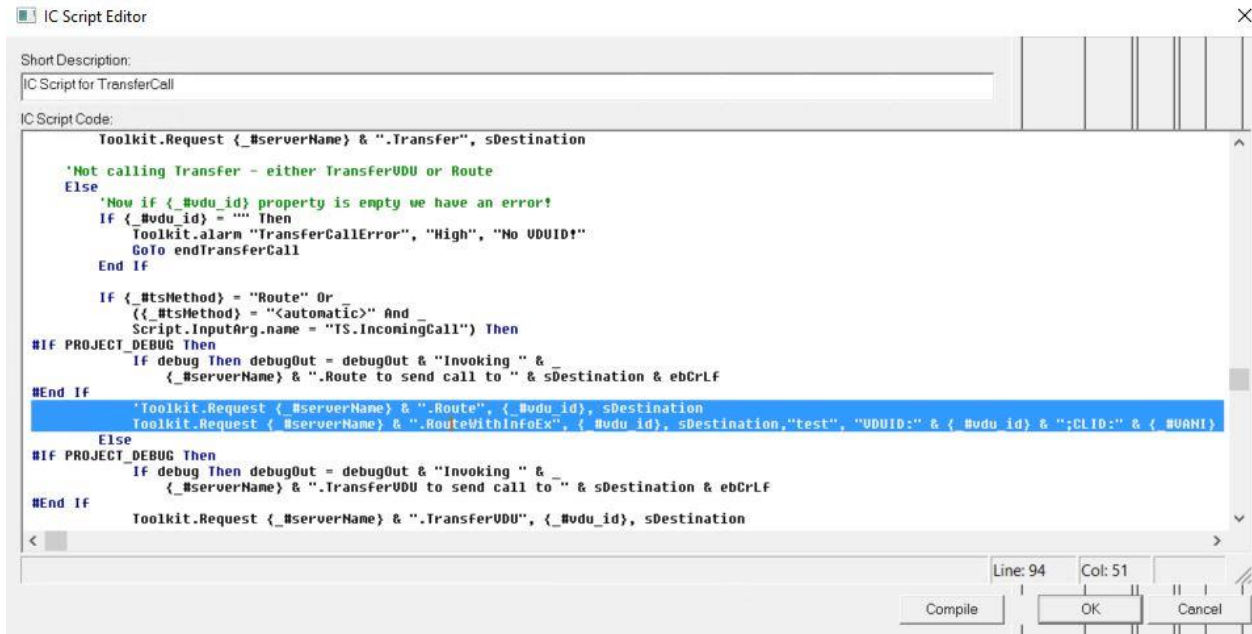 IC Script Editor
Short Description:
IC Script for TransferCall
IC Script Code:
Toolkit.Request {_#serverName} & ".Transfer", sDestination
'Not calling Transfer - either TransferVDU or Route
Else
'Now if {_#vdu_id} property is empty we have an error!
If {_#vdu_id} = "" Then
Toolkit.alarm "TransferCallError", "High", "No VDUID!"
GoTo endTransferCall
End If
If {_#tsMethod} = "Route" Or _
({_#tsMethod} = "<automatic>" And _
Script.InputArg.name = "TS.IncomingCall") Then
#If PROJECT_DEBUG Then
If debug Then debugOut = debugOut & "Invoking " & _
{_#serverName} & ".Route to send call to " & sDestination & ebCrLf
#End If
'Toolkit.Request {_#serverName} & ".Route", {_#vdu_id}, sDestination
Toolkit.Request {_#serverName} & ".RouteWithInfoEx", {_#vdu_id}, sDestination,"test", "VDUID:" & {_#vdu_id} & ";CLID:" & {_#VANI}
Else
#If PROJECT_DEBUG Then
If debug Then debugOut = debugOut & "Invoking " & _
{_#serverName} & ".TransferVDU to send call to " & sDestination & ebCrLf
#End If
Toolkit.Request {_#serverName} & ".TransferVDU", {_#vdu_id}, sDestination
Line: 94 Col: 51
Compile OK Cancel